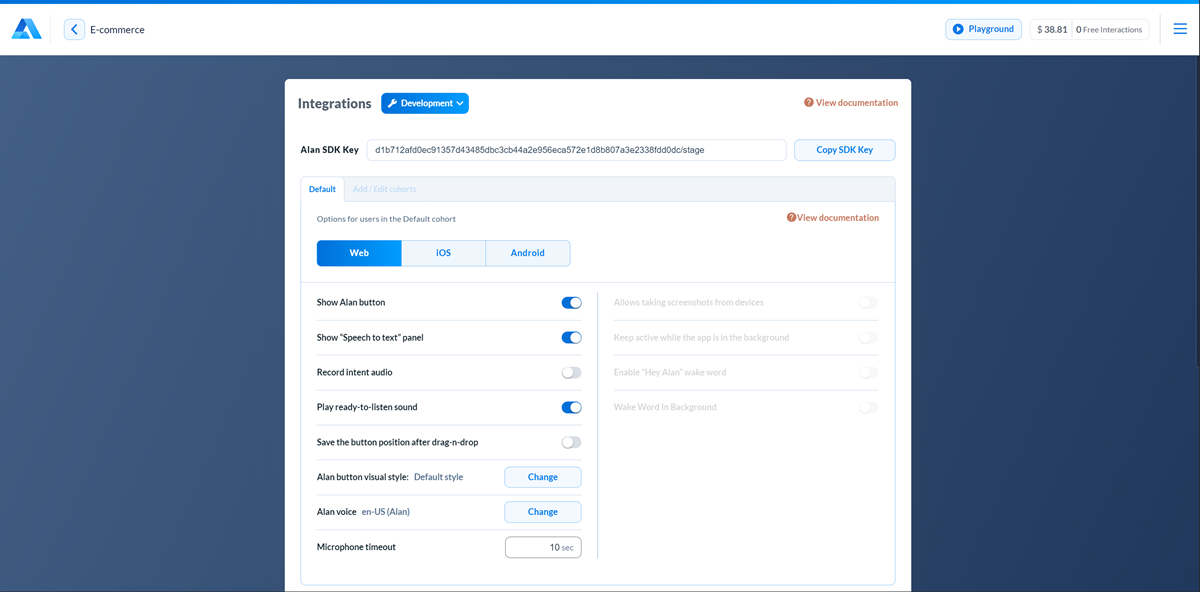 E-commerce
Playground
$ 38.81 0 Free Interactions
Integrations Development
View documentation
Alan SDK Key d1b712afd0ec91357d43485dbc3cb44a2e956eca572e1d8b807a3e2338fdd0dc/stage Copy SDK Key
Default Add / Edit cohorts
Options for users in the Default cohort
View documentation
Web iOS Android
Show Alan button
Show "Speech to text" panel
Record intent audio
Play ready-to-listen sound
Save the button position after drag-n-drop
Alan button visual style: Default style Change
Alan voice en-US (Alan) Change
Microphone timeout 10 sec
Allows taking screenshots from devices
Keep active while the app is in the background
Enable "Hey Alan" wake word
Wake Word In Background